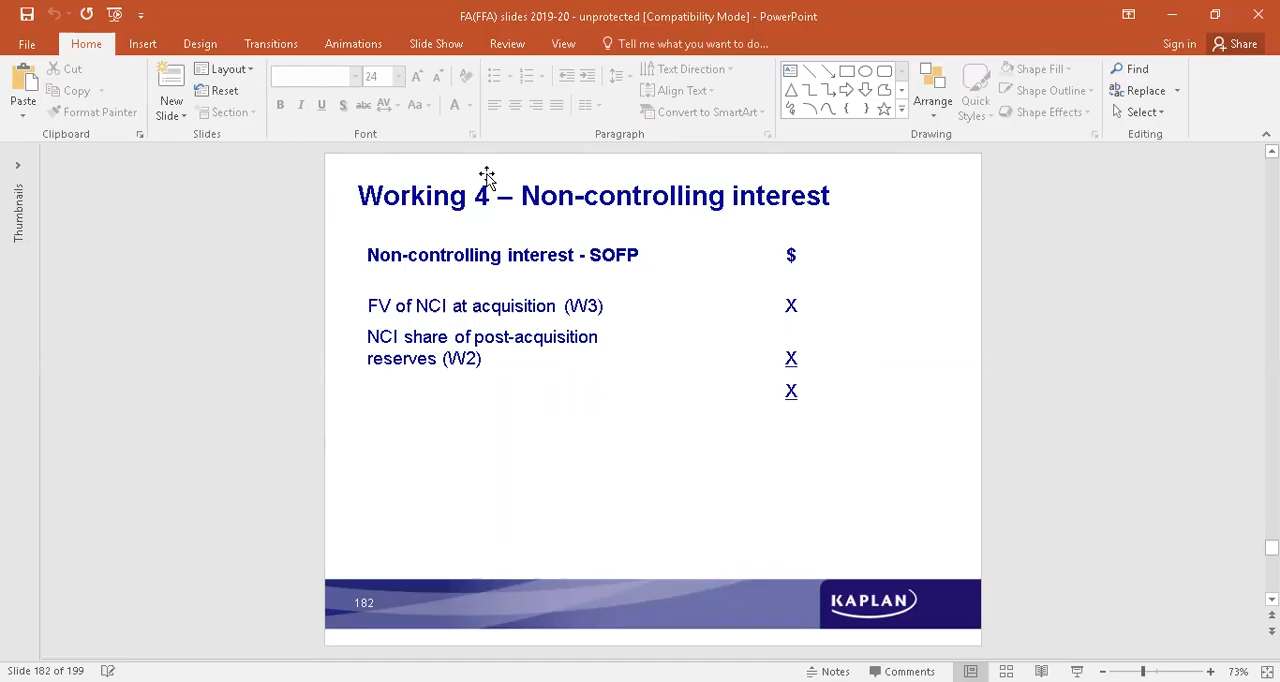 FA(FFA) slides 2019-20 - unprotected [Compatibility Mode] - PowerPoint
File Home Insert Design Transitions Animations Slide Show Review View Tell me what you want to do... Sign in Share
Paste
Cut
Copy
Format Painter
Clipboard
New Slide
Layout
Reset
Section
Slides
24
B I U S abc AV Aa A
Font
Text Direction
Align Text
Convert to SmartArt
Paragraph
Arrange
Quick Styles
Shape Fill
Shape Outline
Shape Effects
Drawing
Find
Replace
Select
Editing
Thumbnails
Working 4 – Non-controlling interest
Non-controlling interest - SOFP $
FV of NCI at acquisition (W3) X
NCI share of post-acquisition
reserves (W2) X
X
182
KAPLAN
Slide 182 of 199 Notes Comments 73%